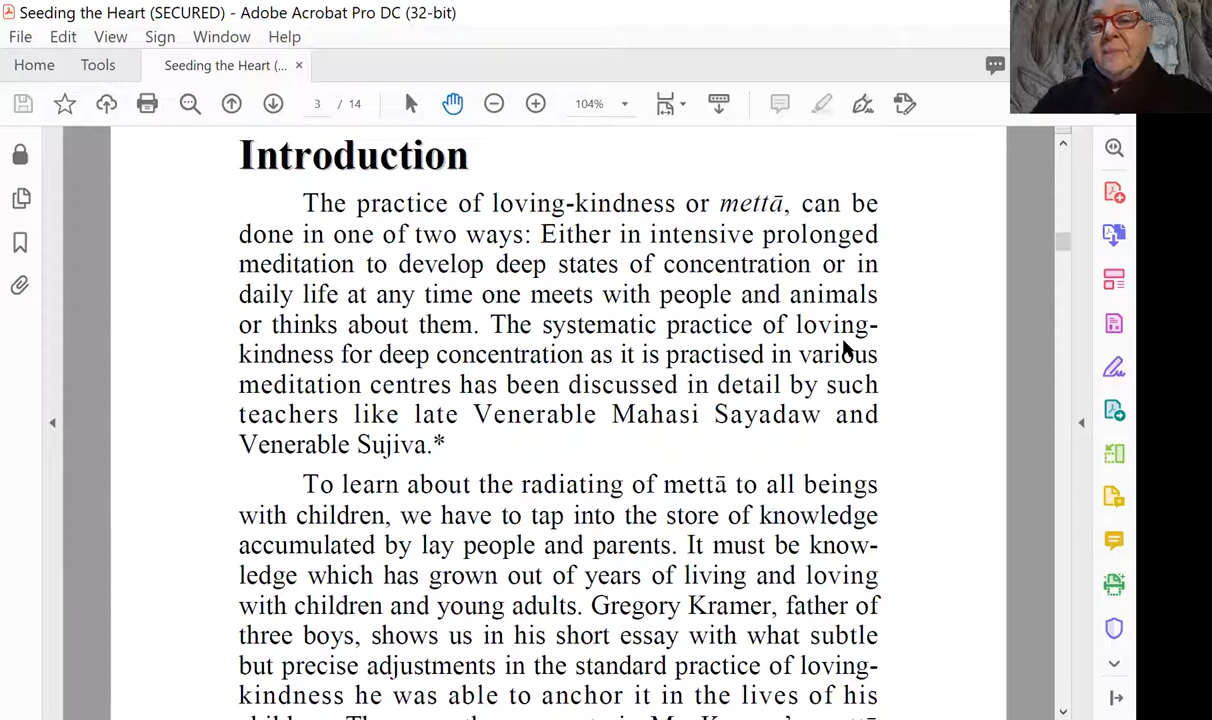 Seeding the Heart (SECURED) - Adobe Acrobat Pro DC (32-bit)
File Edit View Sign Window Help
Home Tools Seeding the Heart (... ×
3 / 14 104%
Introduction
The practice of loving-kindness or mettā, can be
done in one of two ways: Either in intensive prolonged
meditation to develop deep states of concentration or in
daily life at any time one meets with people and animals
or thinks about them. The systematic practice of loving-
kindness for deep concentration as it is practised in various
meditation centres has been discussed in detail by such
teachers like late Venerable Mahasi Sayadaw and
Venerable Sujiva.*
To learn about the radiating of mettā to all beings
with children, we have to tap into the store of knowledge
accumulated by lay people and parents. It must be know-
ledge which has grown out of years of living and loving
with children and young adults. Gregory Kramer, father of
three boys, shows us in his short essay with what subtle
but precise adjustments in the standard practice of loving-
kindness he was able to anchor it in the lives of his